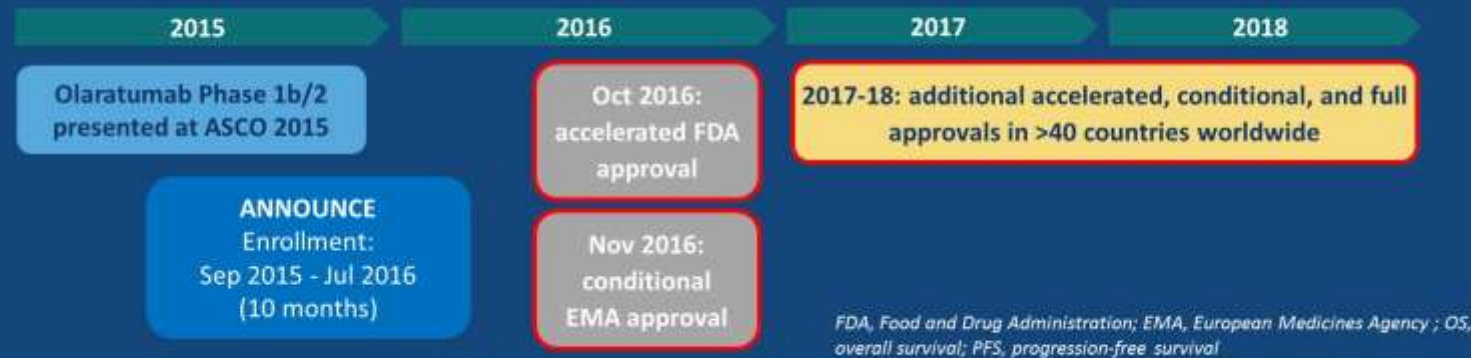 2015
2016
2017
2018
Olaratumab Phase 1b/2
presented at ASCO 2015
ANNOUNCE
Enrollment:
Sep 2015 - Jul 2016
(10 months)
Oct 2016:
accelerated FDA
approval
Nov 2016:
conditional
EMA approval
2017-18: additional accelerated, conditional, and full
approvals in >40 countries worldwide
FDA, Food and Drug Administration; EMA, European Medicines Agency ; OS,
overall survival; PFS, progression-free survival